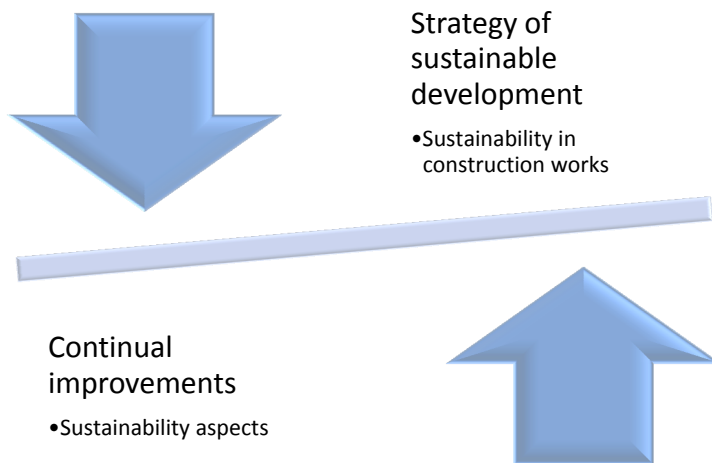 Strategy of
sustainable
development
•Sustainability in
construction works
Continual
improvements
•Sustainability aspects